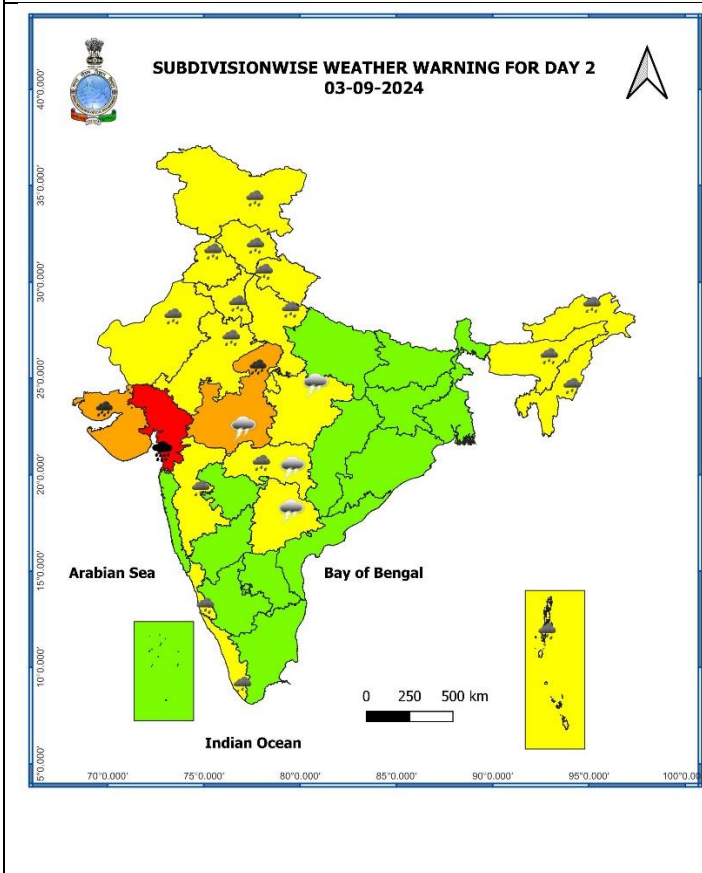 SUBDIVISIONWISE WEATHER WARNING FOR DAY 2
03-09-2024
40°0.000'
35°0.000'
30°0.000'
25°0.000'
20°0.000'
15°0.000'
10°0.000'
5°0.000'
Arabian Sea
Bay of Bengal
0 250 500 km
Indian Ocean
70°0.000' 75°0.000' 80°0.000' 85°0.000' 90°0.000' 95°0.000' 100°0.00